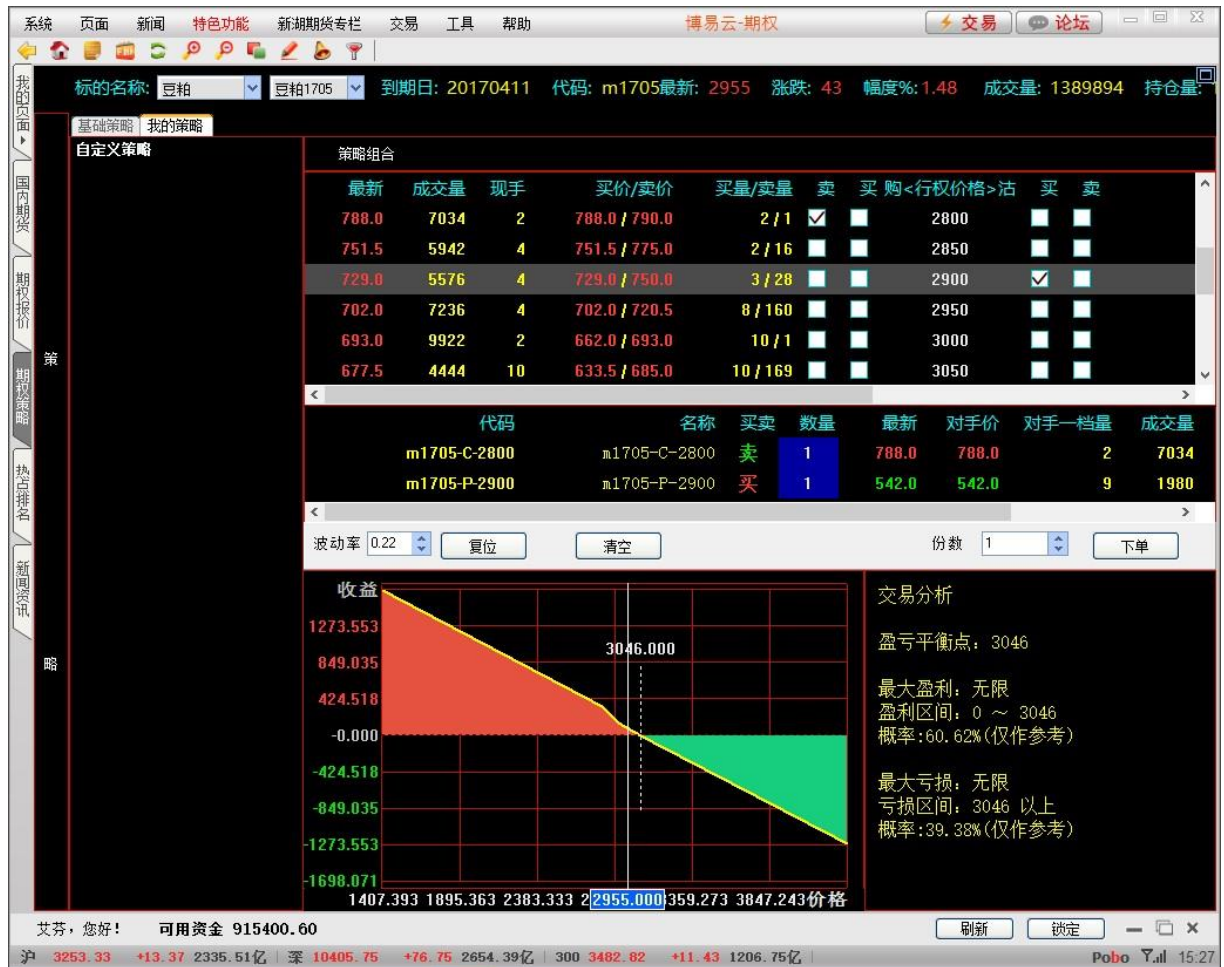 系统 页面 新闻 特色功能 新湖期货专栏 交易 工具 帮助 博易云-期权 交易 论坛
我的页面
国内期货
期权报价
期权策略
热点排名
新闻资讯
标的名称: 豆粕 豆粕1705 到期日: 20170411 代码: m1705最新: 2955 涨跌: 43 幅度%:1.48 成交量: 1389894 持仓量:
基础策略 我的策略
自定义策略
策
略
策略组合
最新 成交量 现手 买价/卖价 买量/卖量 卖 买 购<行权价格>沽 买 卖
788.0 7034 2 788.0 / 790.0 2 / 1 2800
751.5 5942 4 751.5 / 775.0 2 / 16 2850
729.0 5576 4 729.0 / 750.0 3 / 28 2900
702.0 7236 4 702.0 / 720.5 8 / 160 2950
693.0 9922 2 662.0 / 693.0 10 / 1 3000
677.5 4444 10 633.5 / 685.0 10 / 169 3050
代码 名称 买卖 数量 最新 对手价 对手一档量 成交量
m1705-C-2800 m1705-C-2800 卖 1 788.0 788.0 2 7034
m1705-P-2900 m1705-P-2900 买 1 542.0 542.0 9 1980
波动率 0.22 复位 清空 份数 1 下单
收益
1273.553
849.035
424.518
-0.000
-424.518
-849.035
-1273.553
-1698.071
3046.000
1407.393 1895.363 2383.333 2 2955.000 359.273 3847.243价格
交易分析
盈亏平衡点: 3046
最大盈利: 无限
盈利区间: 0 ～ 3046
概率:60.62%(仅作参考)
最大亏损: 无限
亏损区间: 3046 以上
概率:39.38%(仅作参考)
艾芬,您好! 可用资金 915400.60 刷新 锁定
沪 3253.33 +13.37 2335.51亿 深 10405.75 +76.75 2654.39亿 300 3482.82 +11.43 1206.75亿 Pobo 15:27